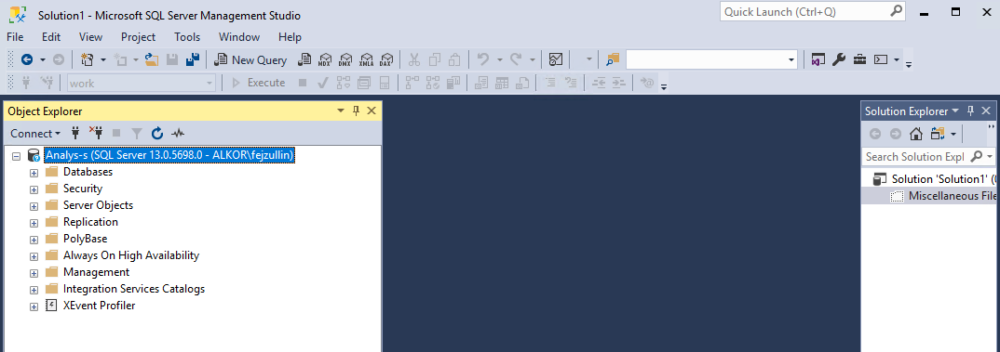 Solution1 - Microsoft SQL Server Management Studio
Quick Launch (Ctrl+Q)
File Edit View Project Tools Window Help
New Query MDX DMX XMLA DAX
work Execute
Object Explorer
Connect
Analys-s (SQL Server 13.0.5698.0 - ALKOR\fejzullin)
Databases
Security
Server Objects
Replication
PolyBase
Always On High Availability
Management
Integration Services Catalogs
XEvent Profiler
Solution Explorer
Search Solution Expl
Solution 'Solution1' (
Miscellaneous File